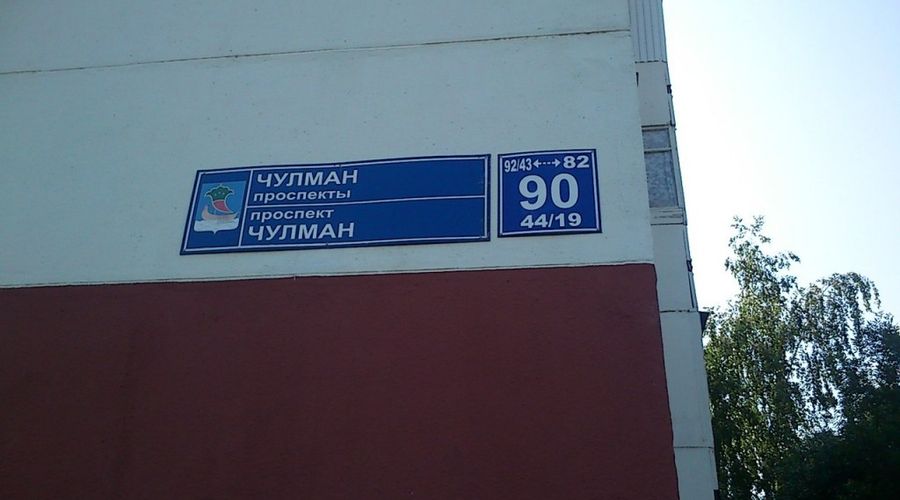 ЧУЛМАН
проспекты
проспект
ЧУЛМАН
92/43<--->82
90
44/19